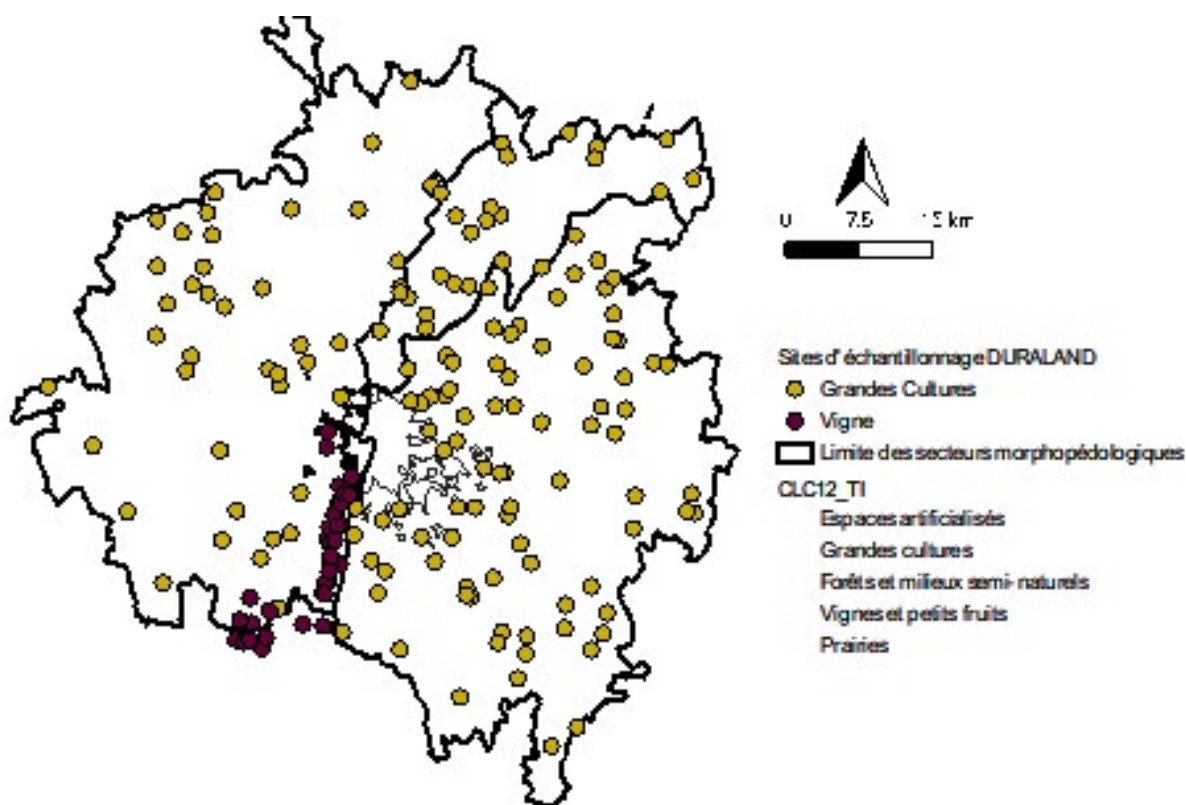 0 7.5 15 km
Sites d'échantillonnage DURALAND
Grandes Cultures
Vigne
Limite des secteurs morphopédologiques
CLC12_TI
Espaces artificialisés
Grandes cultures
Forêts et milieux semi-naturels
Vignes et petits fruits
Prairies